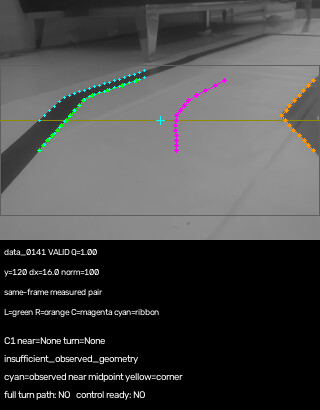 data_0141 VALID Q=1.00
y=120 dx=16.0 norm=100
same-frame measured pair
L=green R=orange C=magenta cyan=ribbon
C1 near=None turn=None
insufficient_observed_geometry
cyan=observed near midpoint yellow=corner
full turn path: NO control ready: NO